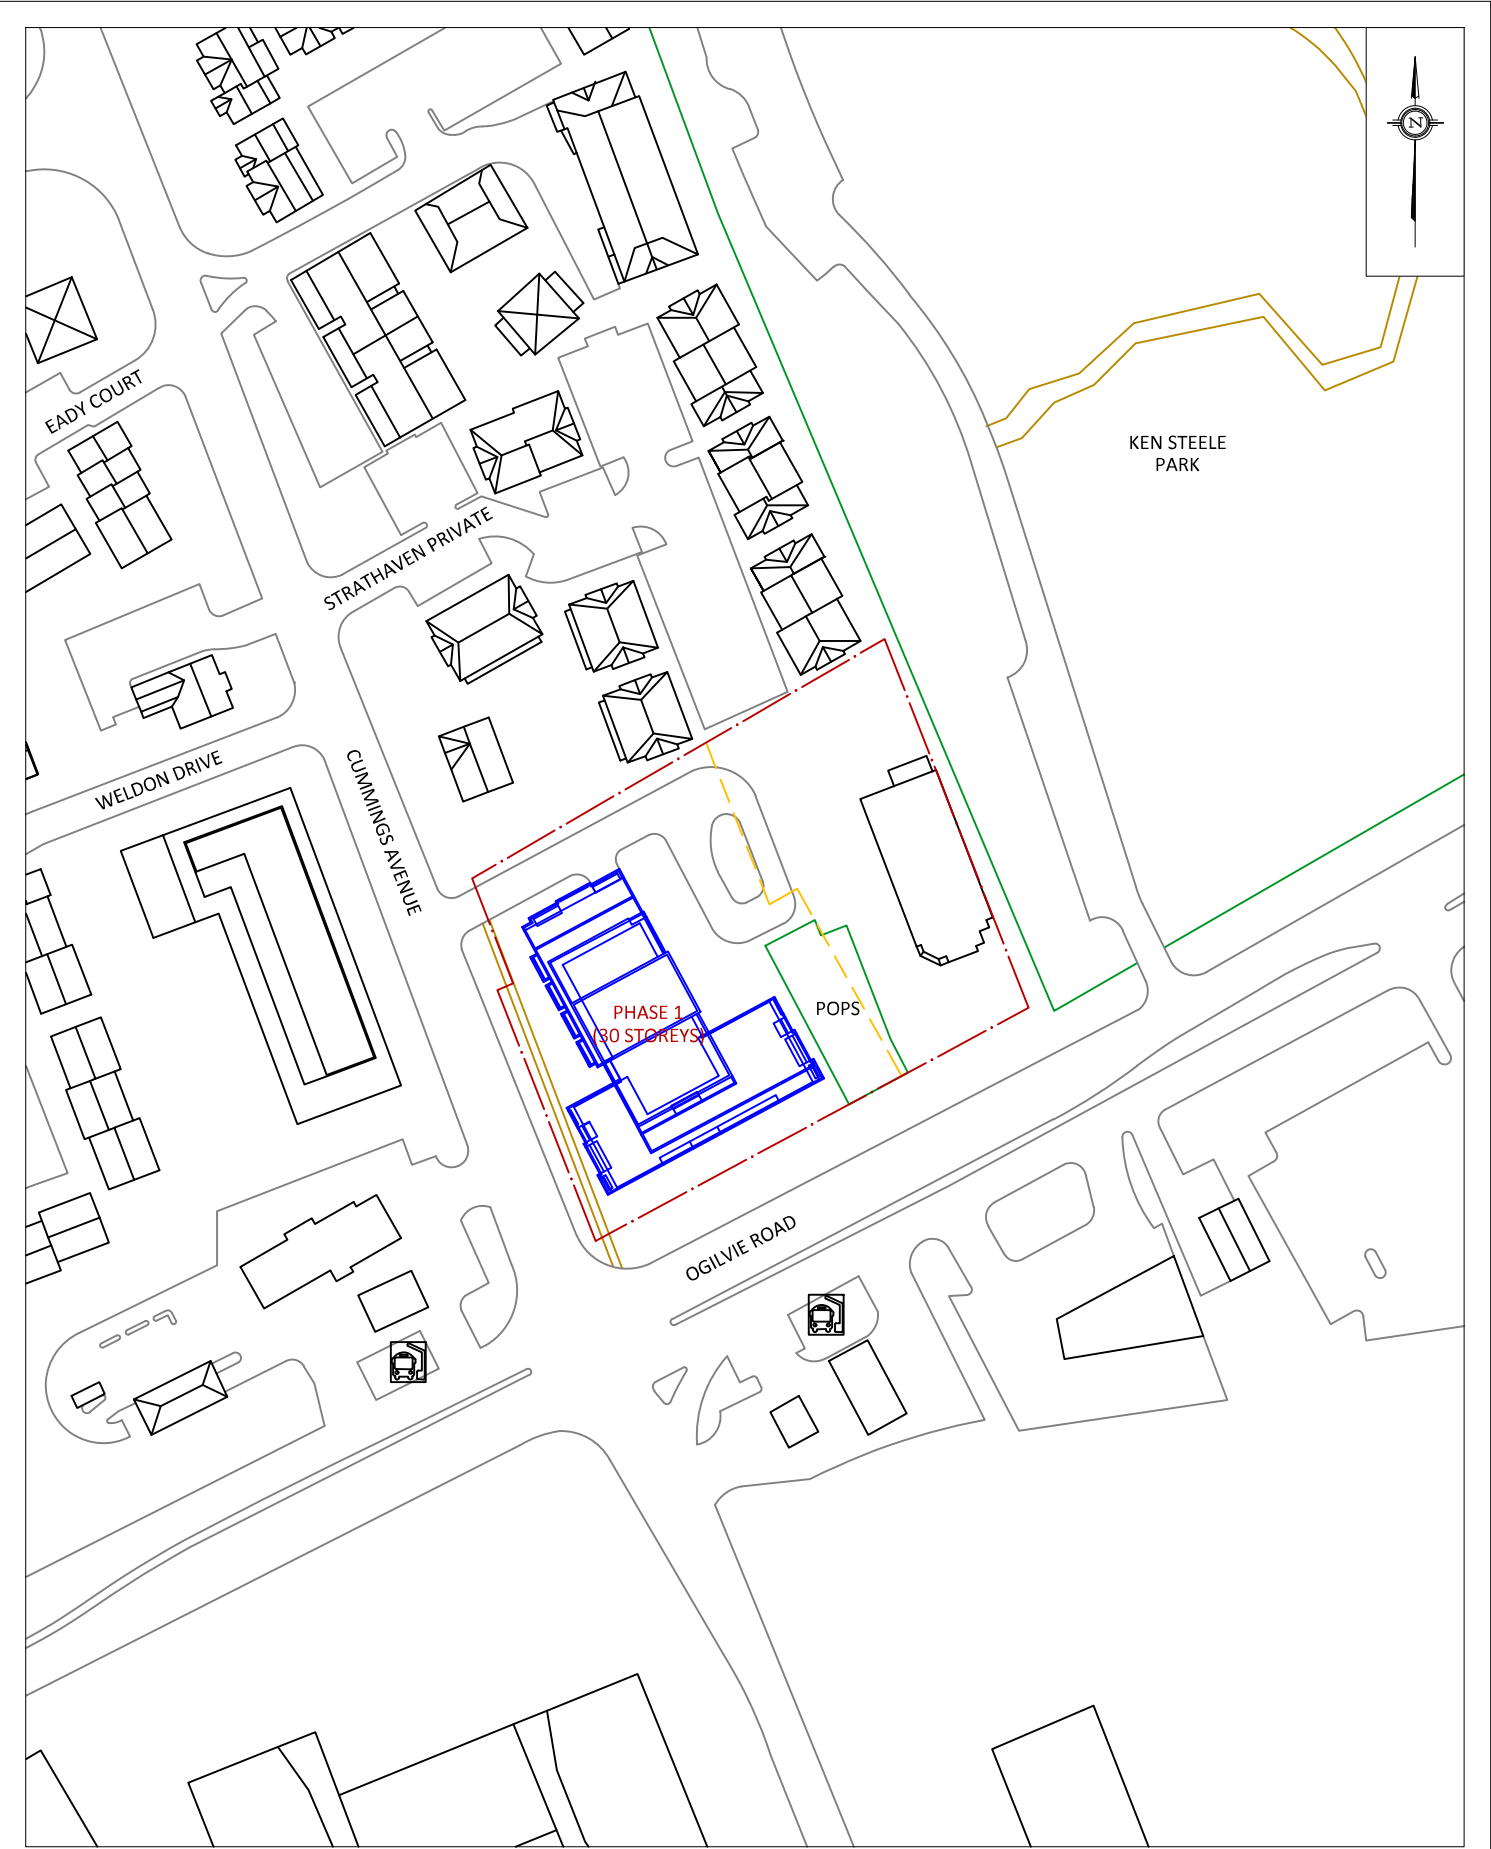 N
EADY COURT
KEN STEELE
PARK
STRATHAVEN PRIVATE
WELDON DRIVE
CUMMINGS AVENUE
PHASE 1
(30 STOREYS)
POPS
OGILVIE ROAD